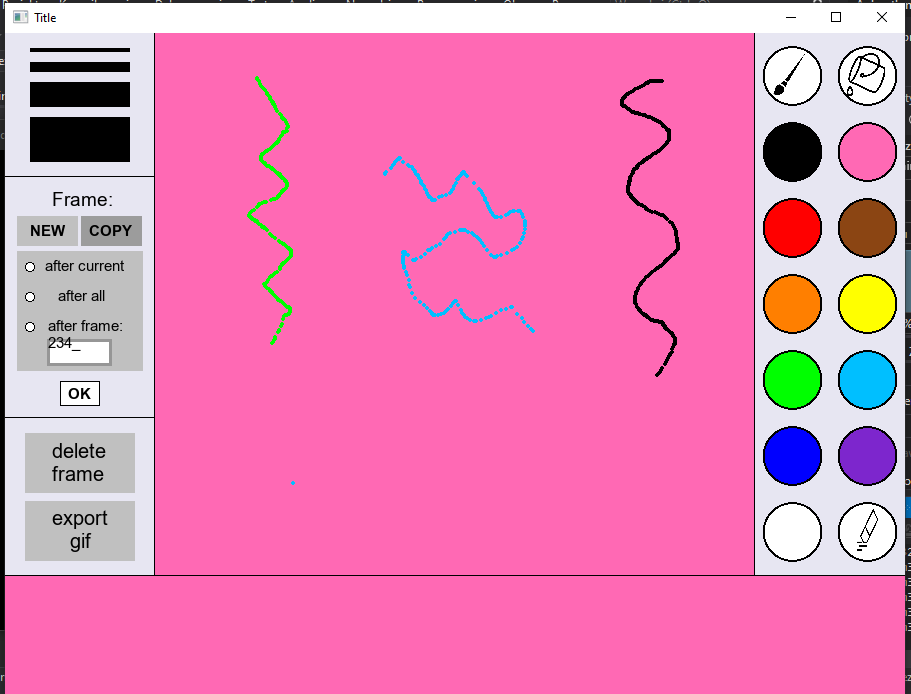 Title
Frame:
NEW COPY
after current
after all
after frame:
234_
OK
delete
frame
export
gif